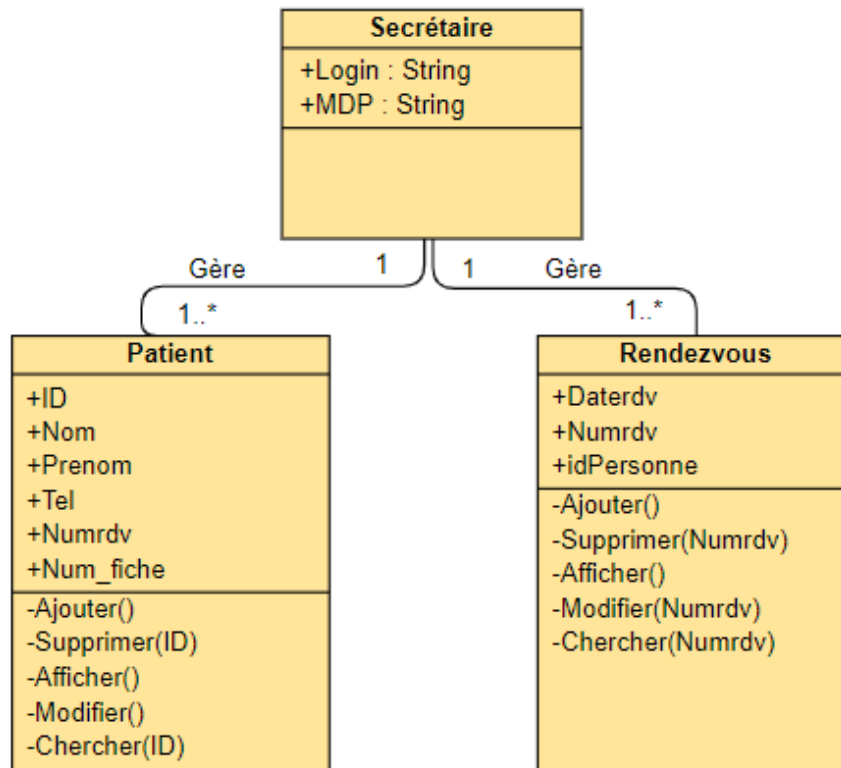 Secrétaire
+Login : String
+MDP : String
Gère 1 1 Gère
1..* 1..*
Patient
+ID
+Nom
+Prenom
+Tel
+Numrdv
+Num_fiche
-Ajouter()
-Supprimer(ID)
-Afficher()
-Modifier()
-Chercher(ID)
Rendezvous
+Daterdv
+Numrdv
+idPersonne
-Ajouter()
-Supprimer(Numrdv)
-Afficher()
-Modifier(Numrdv)
-Chercher(Numrdv)